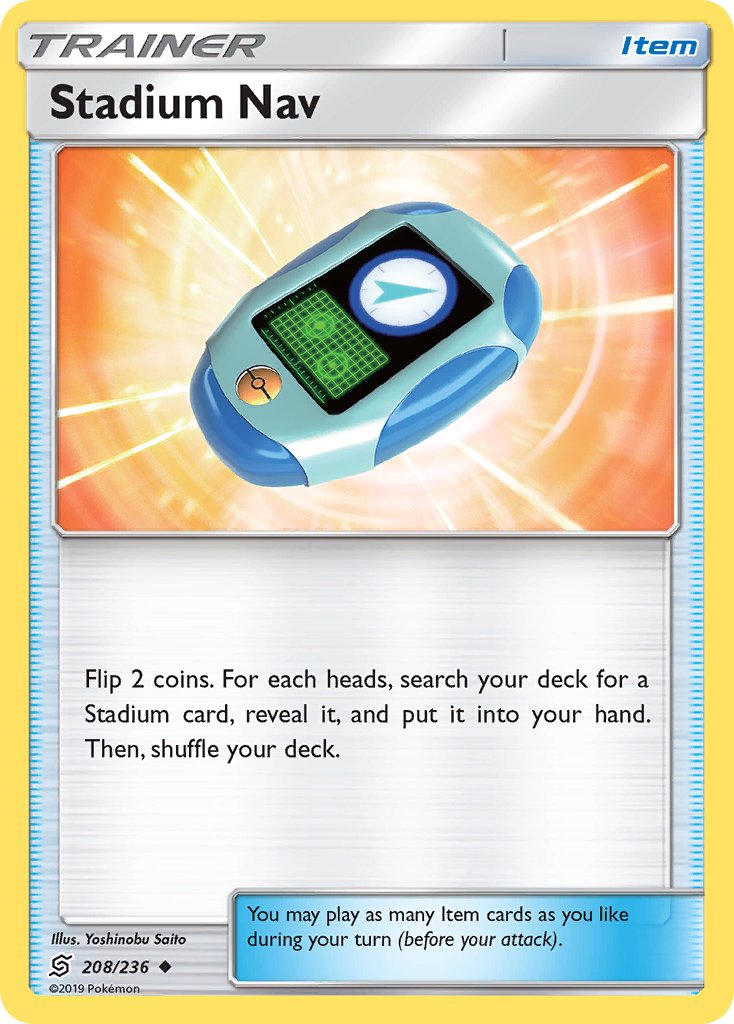 TRAINER
Item
Stadium Nav
Flip 2 coins. For each heads, search your deck for a
Stadium card, reveal it, and put it into your hand.
Then, shuffle your deck.
You may play as many Item cards as you like
during your turn (before your attack).
Illus. Yoshinobu Saito
208/236
©2019 Pokémon